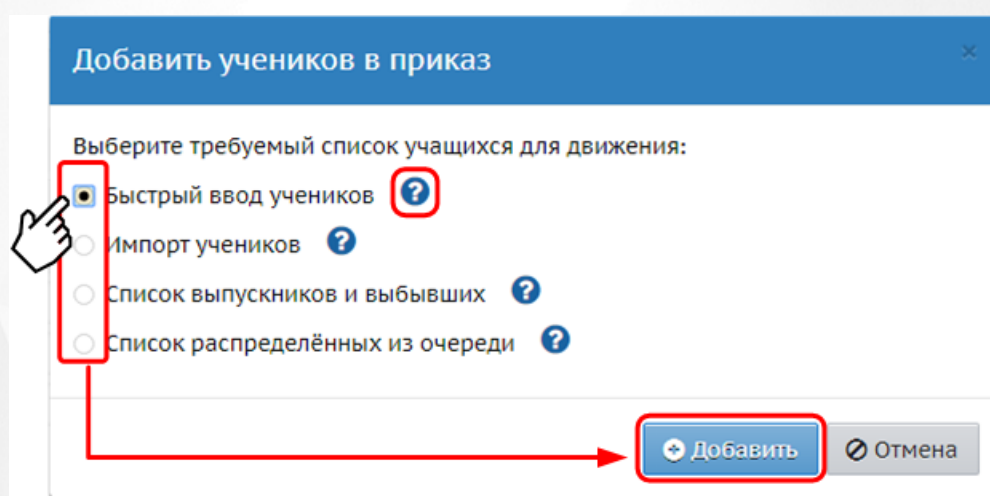 Добавить учеников в приказ ×
Выберите требуемый список учащихся для движения:
Быстрый ввод учеников ?
Импорт учеников ?
Список выпускников и выбывших ?
Список распределённых из очереди ?
Добавить Отмена